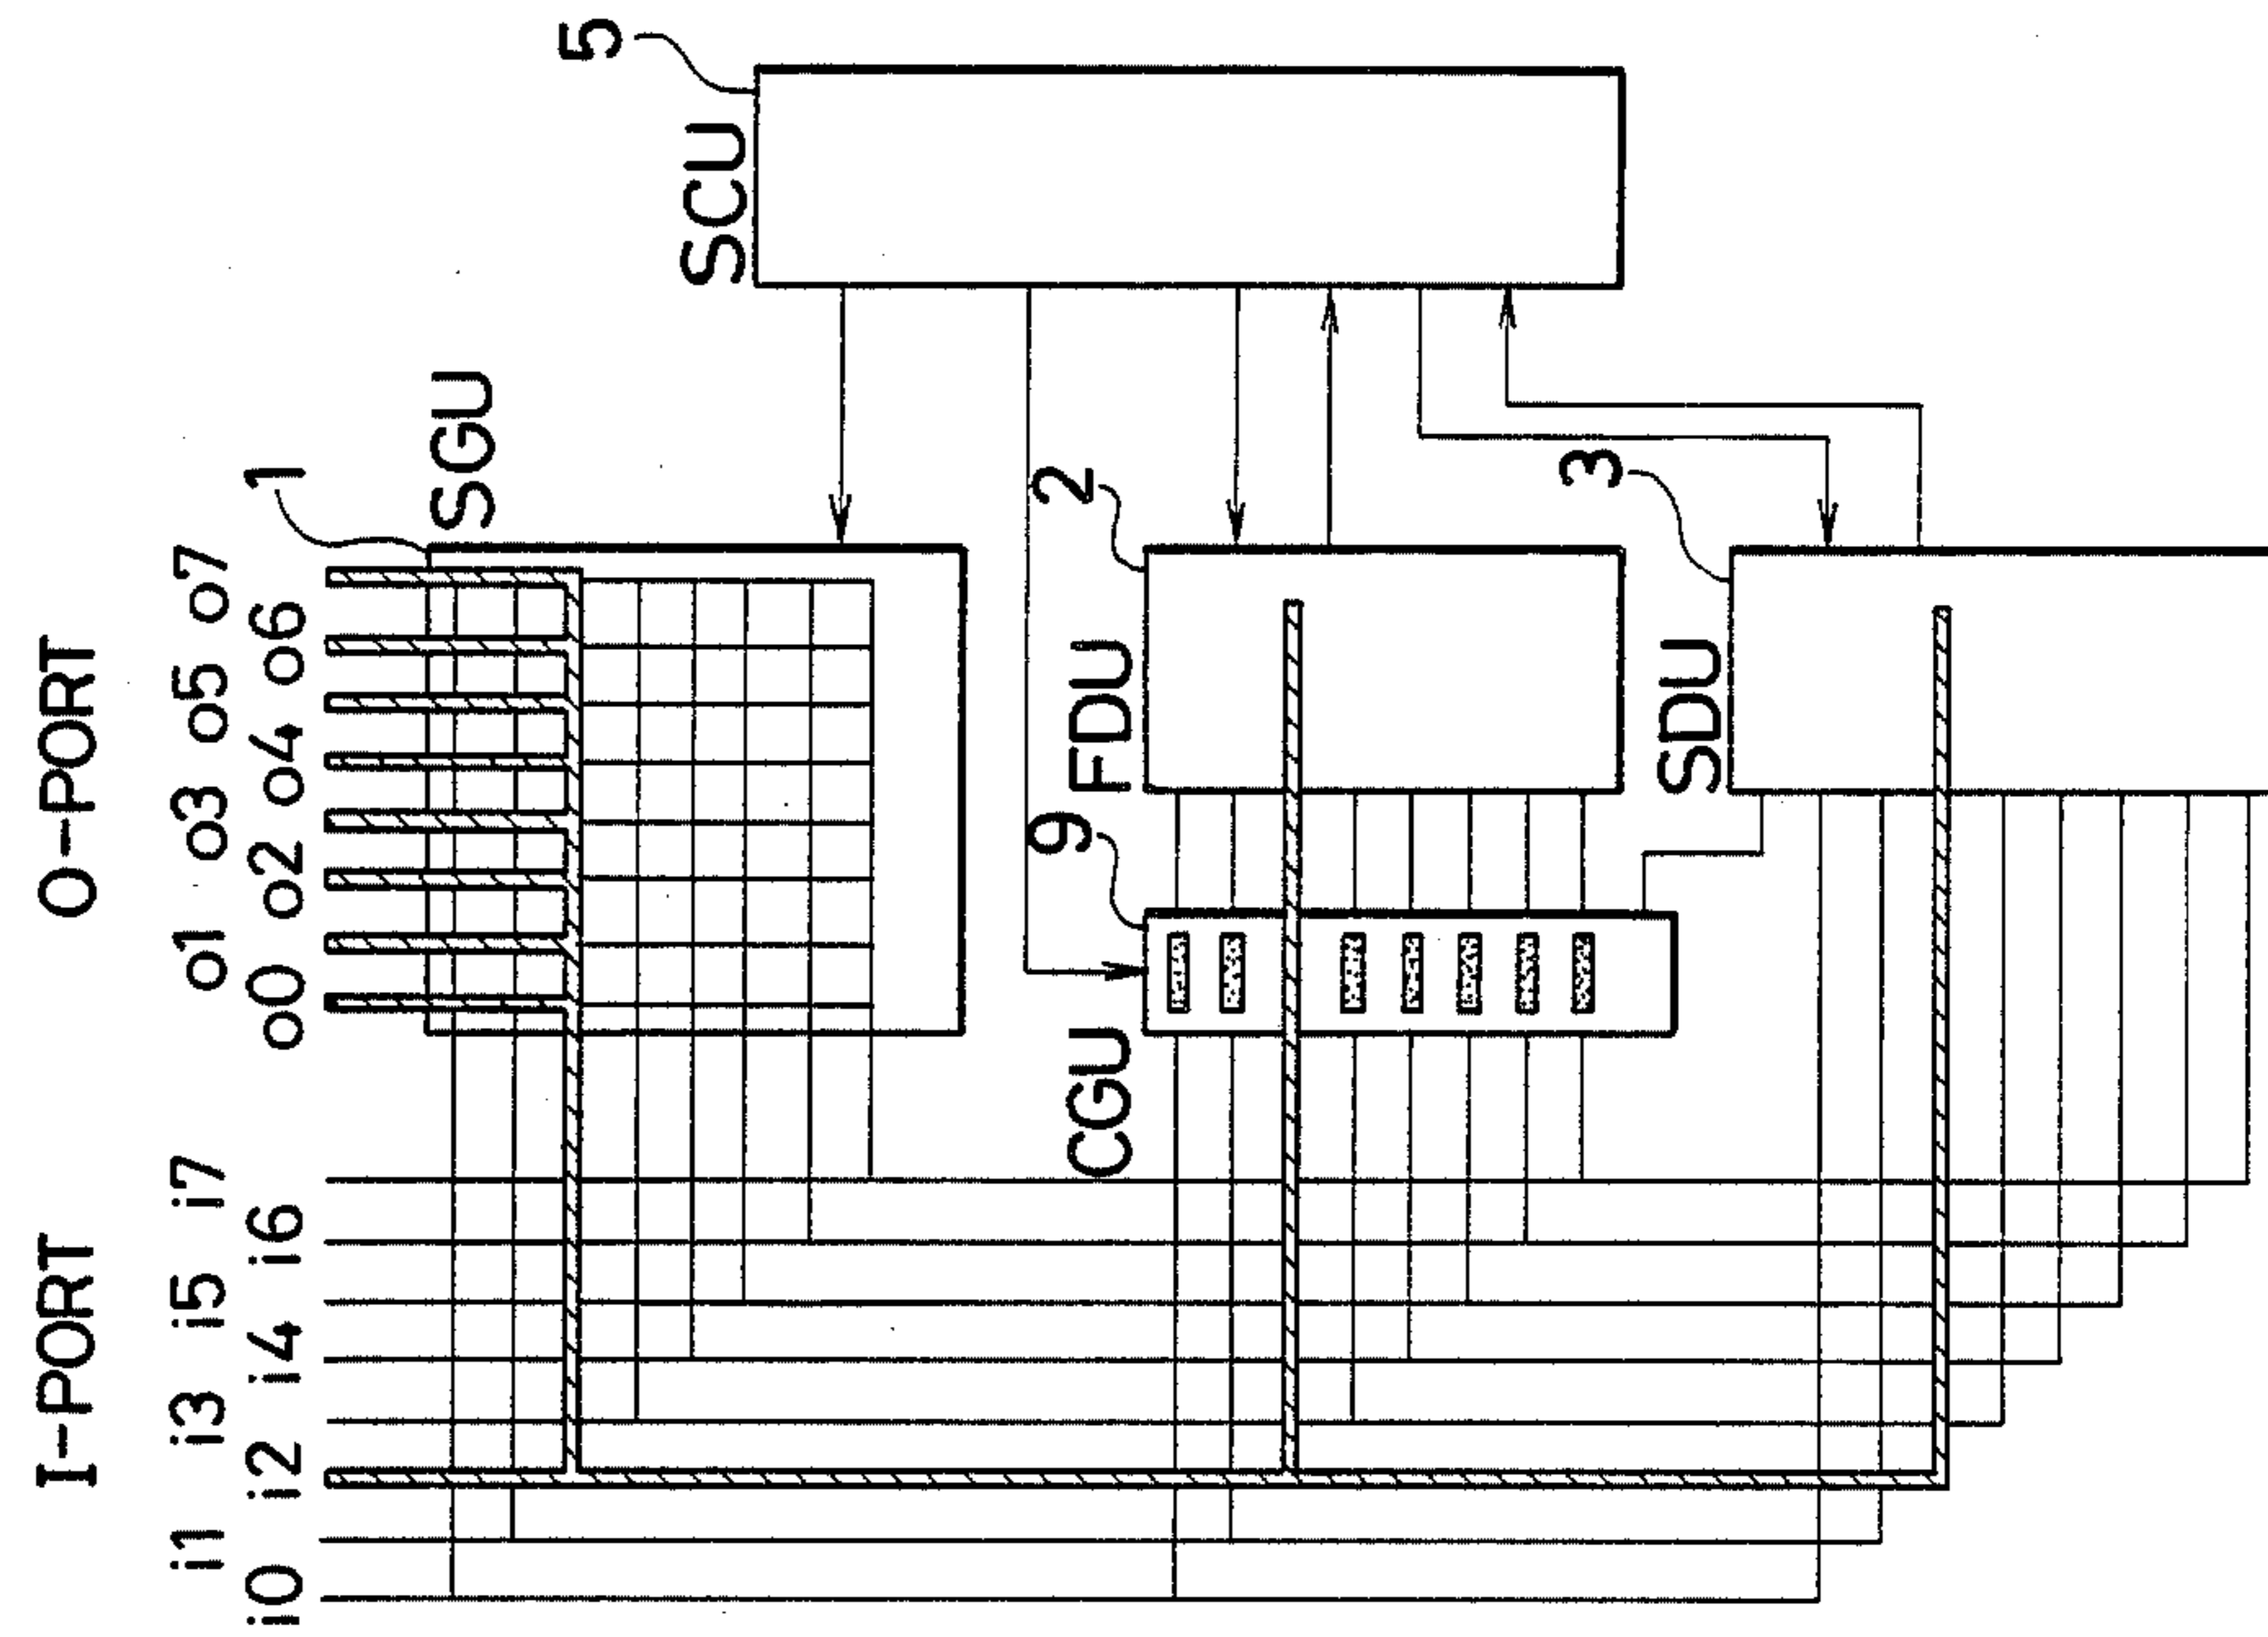 I-PORT
O-PORT
i1 i3 i5 i7
i0 i2 i4 i6
o1 o3 o5 o7
o0 o2 o4 o6
1
SGU
SCU
5
CGU
9
FDU
2
SDU
3